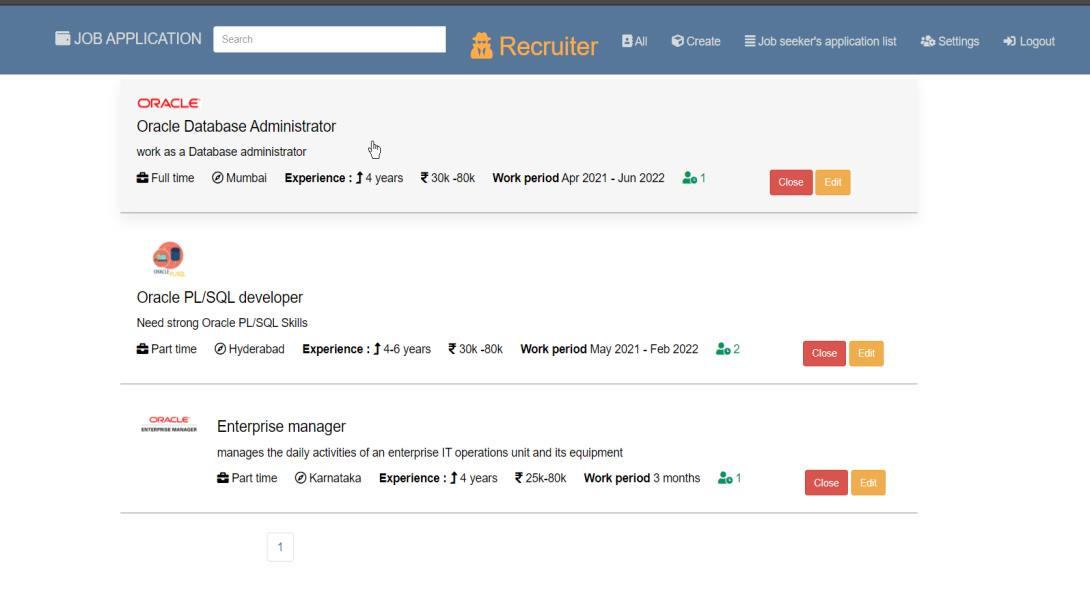 JOB APPLICATION Search Recruiter All Create Job seeker's application list Settings Logout
ORACLE
Oracle Database Administrator
work as a Database administrator
Full time Mumbai Experience : 4 years ₹ 30k -80k Work period Apr 2021 - Jun 2022 1 Close Edit
ORACLE PL/SQL
Oracle PL/SQL developer
Need strong Oracle PL/SQL Skills
Part time Hyderabad Experience : 4-6 years ₹ 30k -80k Work period May 2021 - Feb 2022 2 Close Edit
ORACLE
ENTERPRISE MANAGER
Enterprise manager
manages the daily activities of an enterprise IT operations unit and its equipment
Part time Karnataka Experience : 4 years ₹ 25k-80k Work period 3 months 1 Close Edit
1